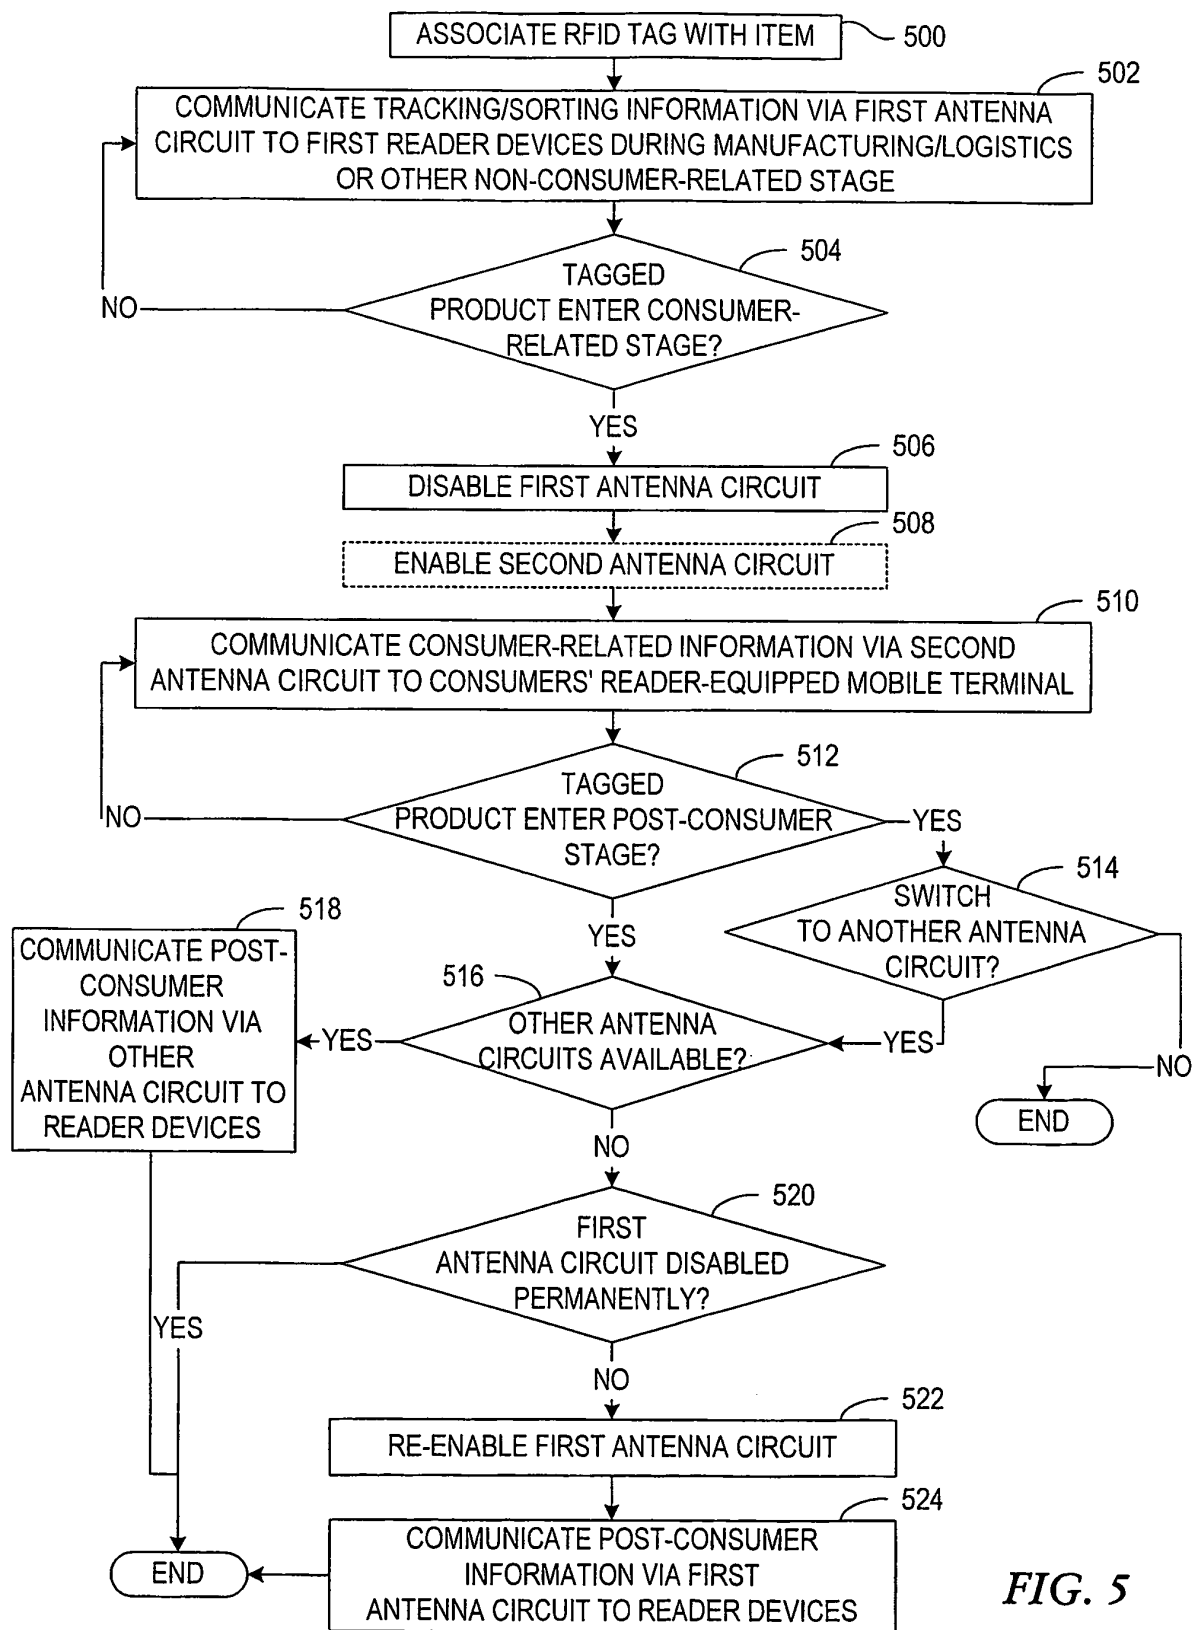 ASSOCIATE RFID TAG WITH ITEM
500
502
COMMUNICATE TRACKING/SORTING INFORMATION VIA FIRST ANTENNA
CIRCUIT TO FIRST READER DEVICES DURING MANUFACTURING/LOGISTICS
OR OTHER NON-CONSUMER-RELATED STAGE
504
TAGGED
PRODUCT ENTER CONSUMER-
RELATED STAGE?
NO
YES
506
DISABLE FIRST ANTENNA CIRCUIT
508
ENABLE SECOND ANTENNA CIRCUIT
510
COMMUNICATE CONSUMER-RELATED INFORMATION VIA SECOND
ANTENNA CIRCUIT TO CONSUMERS' READER-EQUIPPED MOBILE TERMINAL
512
TAGGED
PRODUCT ENTER POST-CONSUMER
STAGE?
NO
YES
514
SWITCH
TO ANOTHER ANTENNA
CIRCUIT?
YES
518
COMMUNICATE POST-
CONSUMER
INFORMATION VIA
OTHER
ANTENNA CIRCUIT TO
READER DEVICES
516
OTHER ANTENNA
CIRCUITS AVAILABLE?
YES
YES
NO
END
NO
520
FIRST
ANTENNA CIRCUIT DISABLED
PERMANENTLY?
YES
NO
522
RE-ENABLE FIRST ANTENNA CIRCUIT
524
COMMUNICATE POST-CONSUMER
INFORMATION VIA FIRST
ANTENNA CIRCUIT TO READER DEVICES
END
FIG. 5